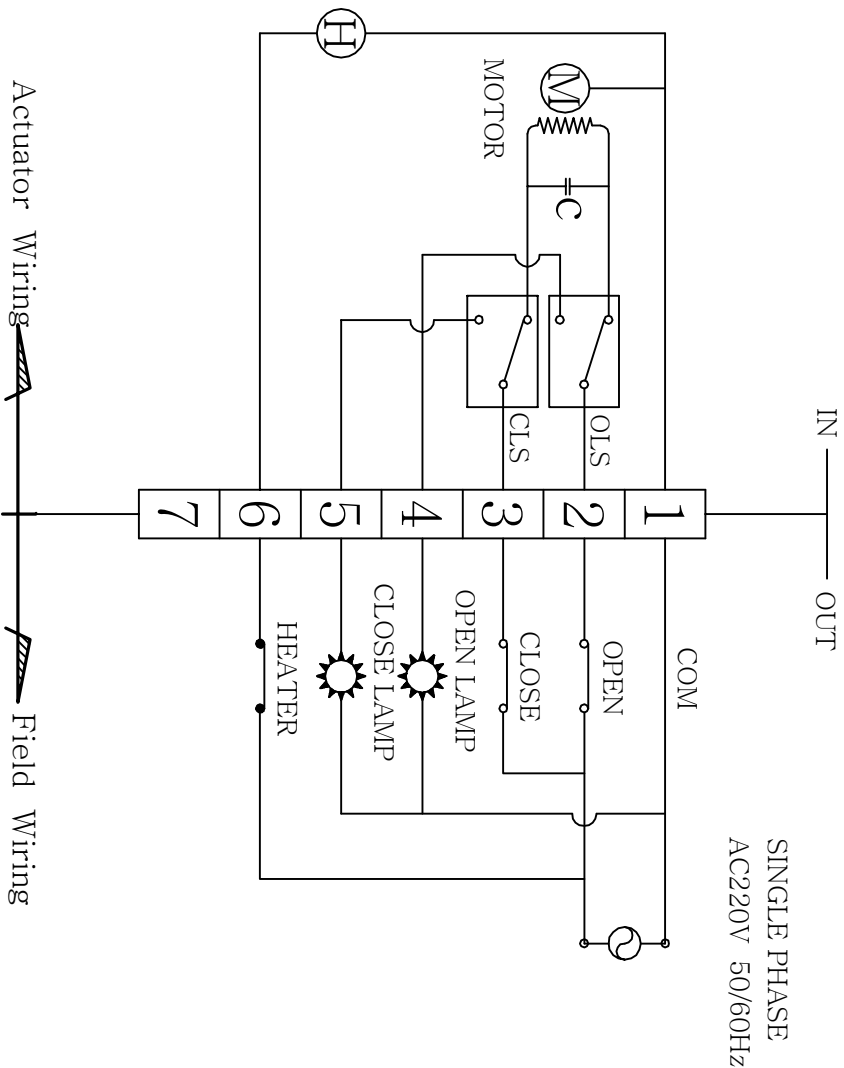 IN
OUT
SINGLE PHASE
AC220V 50/60Hz
COM
1
OPEN
OLS
2
M
C
CLOSE
CLS
3
MOTOR
OPEN LAMP
4
CLOSE LAMP
5
H
HEATER
6
7
Actuator Wiring
Field Wiring